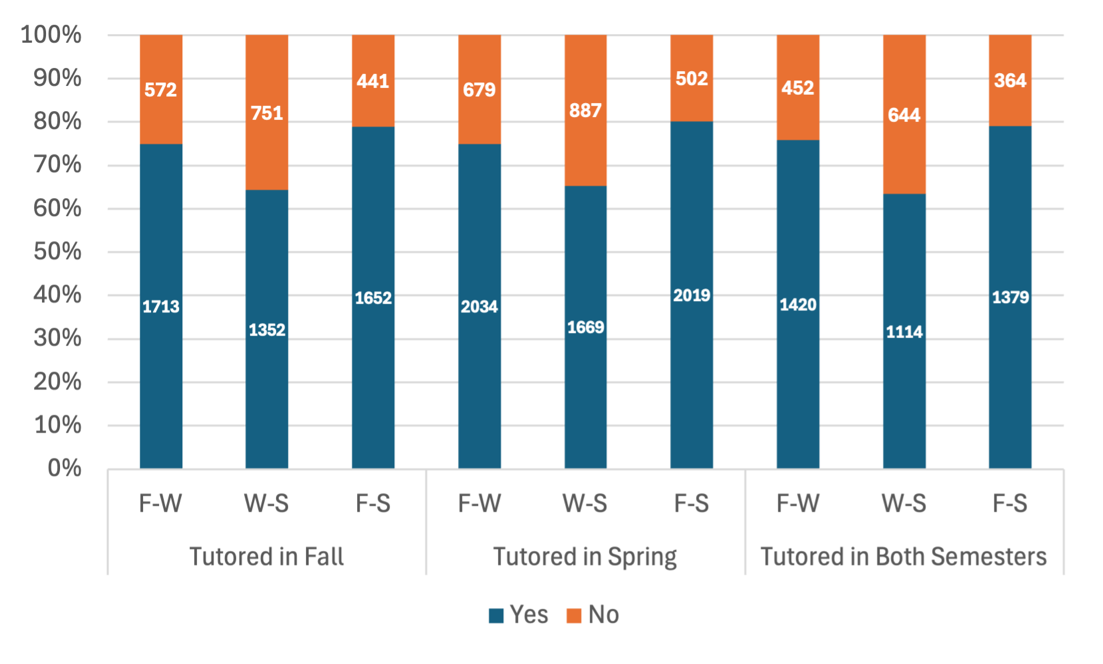 100%
90%
80%
70%
60%
50%
40%
30%
20%
10%
0%
572 751 441 679 887 502 452 644 364
1713 1352 1652 2034 1669 2019 1420 1114 1379
F-W W-S F-S F-W W-S F-S F-W W-S F-S
Tutored in Fall Tutored in Spring Tutored in Both Semesters
Yes No